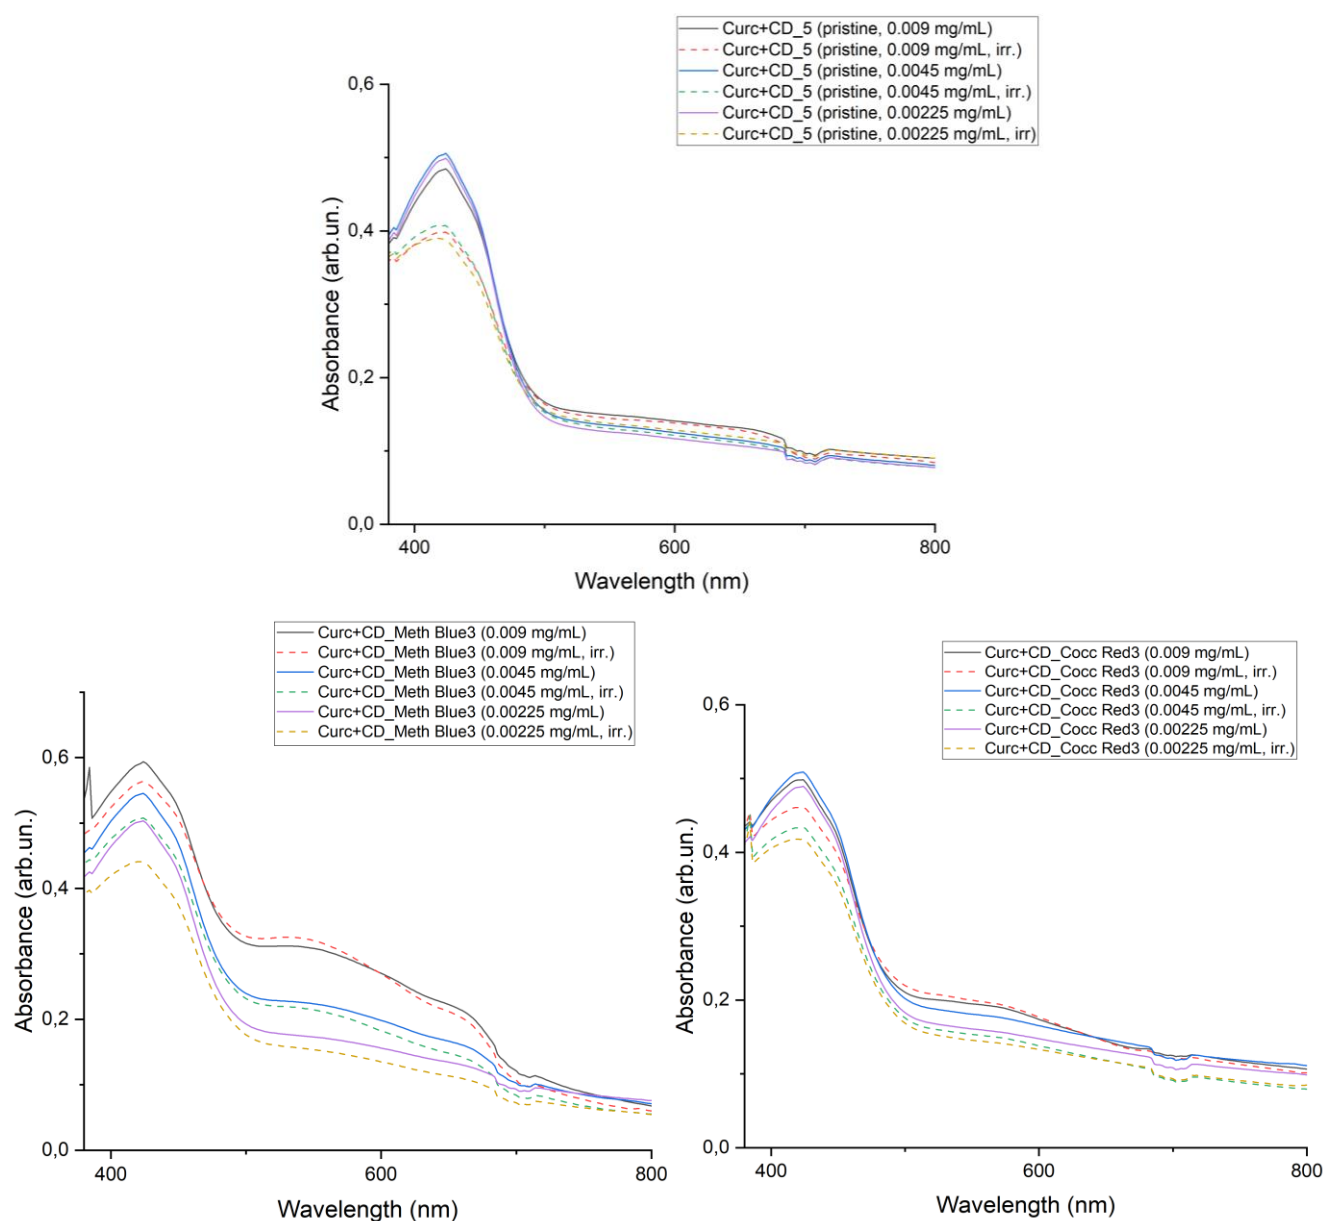 Curc+CD_5 (pristine, 0.009 mg/mL)
Curc+CD_5 (pristine, 0.009 mg/mL, irr.)
Curc+CD_5 (pristine, 0.0045 mg/mL)
Curc+CD_5 (pristine, 0.0045 mg/mL, irr.)
Curc+CD_5 (pristine, 0.00225 mg/mL)
Curc+CD_5 (pristine, 0.00225 mg/mL, irr)
0,6
0,4
0,2
0,0
Absorbance (arb.un.)
400
600
800
Wavelength (nm)
Curc+CD_Meth Blue3 (0.009 mg/mL)
Curc+CD_Meth Blue3 (0.009 mg/mL, irr.)
Curc+CD_Meth Blue3 (0.0045 mg/mL)
Curc+CD_Meth Blue3 (0.0045 mg/mL, irr.)
Curc+CD_Meth Blue3 (0.00225 mg/mL)
Curc+CD_Meth Blue3 (0.00225 mg/mL, irr.)
0,6
0,4
0,2
0,0
Absorbance (arb.un.)
400
600
800
Wavelength (nm)
Curc+CD_Cocc Red3 (0.009 mg/mL)
Curc+CD_Cocc Red3 (0.009 mg/mL, irr.)
Curc+CD_Cocc Red3 (0.0045 mg/mL)
Curc+CD_Cocc Red3 (0.0045 mg/mL, irr.)
Curc+CD_Cocc Red3 (0.00225 mg/mL)
Curc+CD_Cocc Red3 (0.00225 mg/mL, irr.)
0,6
0,4
0,2
0,0
Absorbance (arb.un.)
400
600
800
Wavelength (nm)